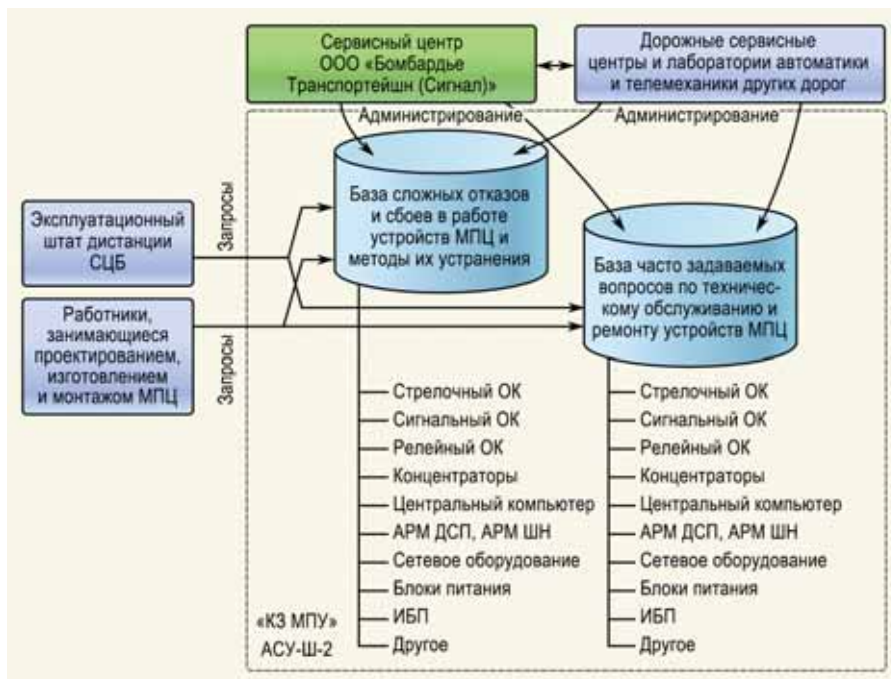 Сервисный центр
ООО «Бомбардье
Транспортейшн (Сигнал)»
Дорожные сервисные
центры и лаборатории автоматики
и телемеханики других дорог
Администрирование
Администрирование
База сложных отказов
и сбоев в работе
устройств МПЦ и
методы их устранения
База часто задаваемых
вопросов по техничес-
кому обслуживанию и
ремонту устройств МПЦ
Эксплуатационный
штат дистанции
СЦБ
Запросы
Работники,
занимающиеся
проектированием,
изготовлением
и монтажом МПЦ
Запросы
Стрелочный ОК
Сигнальный ОК
Релейный ОК
Концентраторы
Центральный компьютер
АРМ ДСП, АРМ ШН
Сетевое оборудование
Блоки питания
ИБП
Другое
Стрелочный ОК
Сигнальный ОК
Релейный ОК
Концентраторы
Центральный компьютер
АРМ ДСП, АРМ ШН
Сетевое оборудование
Блоки питания
ИБП
Другое
«КЗ МПУ»
АСУ-Ш-2